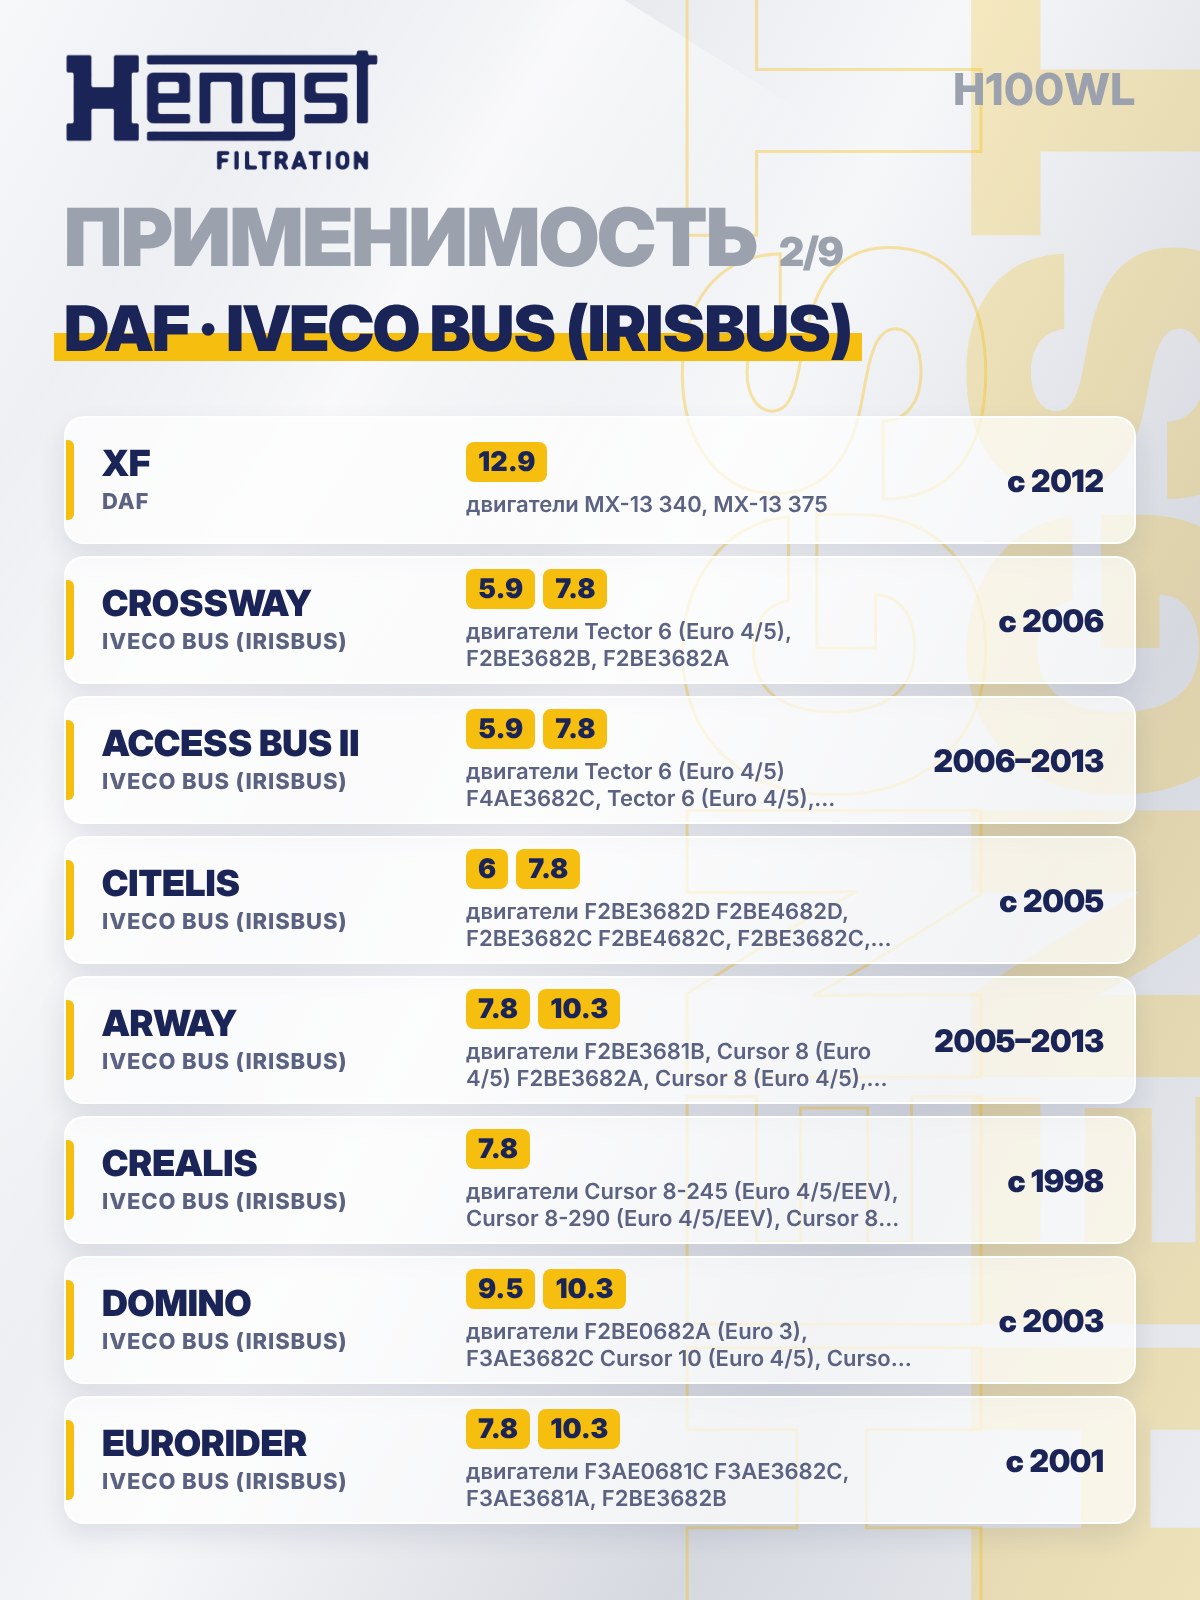 Hengst
FILTRATION
H100WL
ПРИМЕНИМОСТЬ 2/9
DAF · IVECO BUS (IRISBUS)
XF
DAF
12.9
двигатели MX-13 340, MX-13 375
с 2012
CROSSWAY
IVECO BUS (IRISBUS)
5.9 7.8
двигатели Tector 6 (Euro 4/5),
F2BE3682B, F2BE3682A
с 2006
ACCESS BUS II
IVECO BUS (IRISBUS)
5.9 7.8
двигатели Tector 6 (Euro 4/5)
F4AE3682C, Tector 6 (Euro 4/5),...
2006–2013
CITELIS
IVECO BUS (IRISBUS)
6 7.8
двигатели F2BE3682D F2BE4682D,
F2BE3682C F2BE4682C, F2BE3682C,...
с 2005
ARWAY
IVECO BUS (IRISBUS)
7.8 10.3
двигатели F2BE3681B, Cursor 8 (Euro
4/5) F2BE3682A, Cursor 8 (Euro 4/5),...
2005–2013
CREALIS
IVECO BUS (IRISBUS)
7.8
двигатели Cursor 8-245 (Euro 4/5/EEV),
Cursor 8-290 (Euro 4/5/EEV), Cursor 8...
с 1998
DOMINO
IVECO BUS (IRISBUS)
9.5 10.3
двигатели F2BE0682A (Euro 3),
F3AE3682C Cursor 10 (Euro 4/5), Curso...
с 2003
EURORIDER
IVECO BUS (IRISBUS)
7.8 10.3
двигатели F3AE0681C F3AE3682C,
F3AE3681A, F2BE3682B
с 2001
HENGST